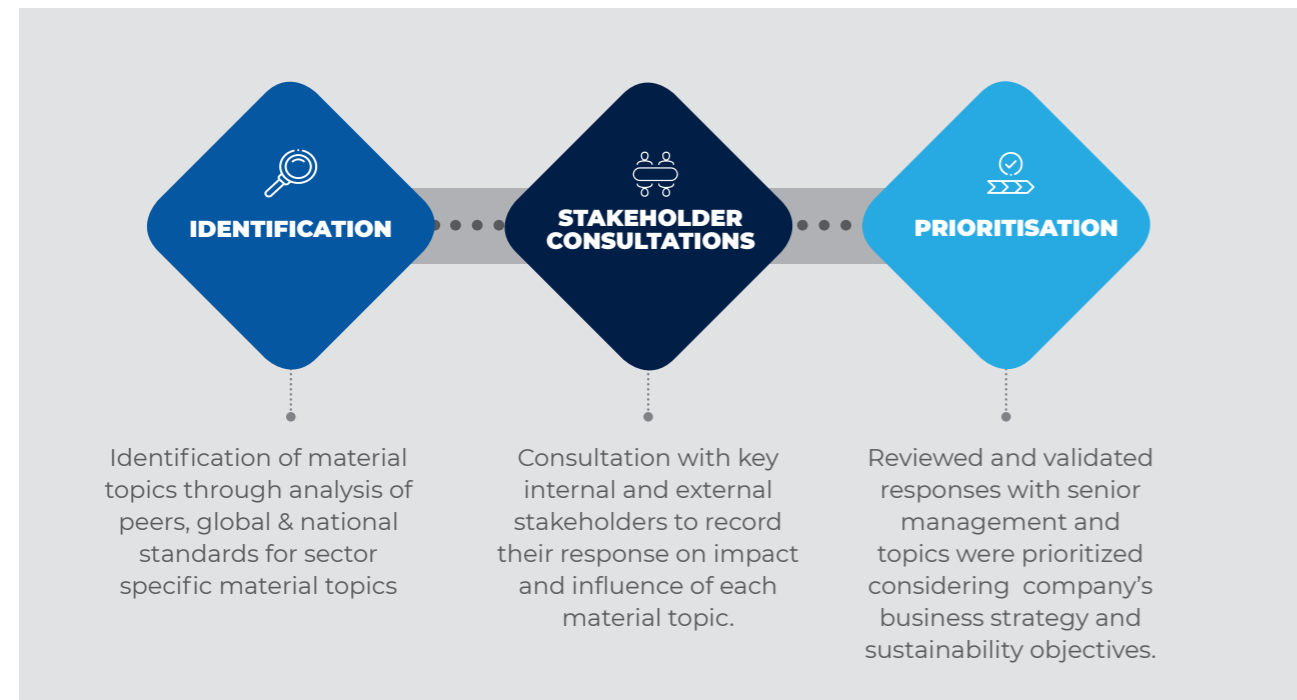 IDENTIFICATION
STAKEHOLDER
CONSULTATIONS
PRIORITISATION
Identification of material
topics through analysis of
peers, global & national
standards for sector
specific material topics
Consultation with key
internal and external
stakeholders to record
their response on impact
and influence of each
material topic.
Reviewed and validated
responses with senior
management and
topics were prioritized
considering  company’s
business strategy and
sustainability objectives.